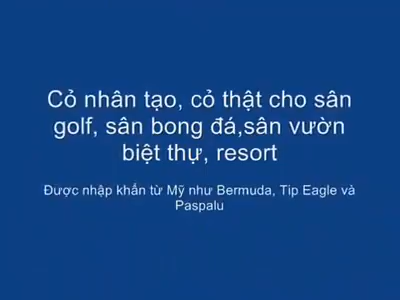 Cỏ nhân tạo, cỏ thật cho sân
golf, sân bong đá,sân vườn
biệt thự, resort
Được nhập khẩn từ Mỹ như Bermuda, Tip Eagle và
Paspalu